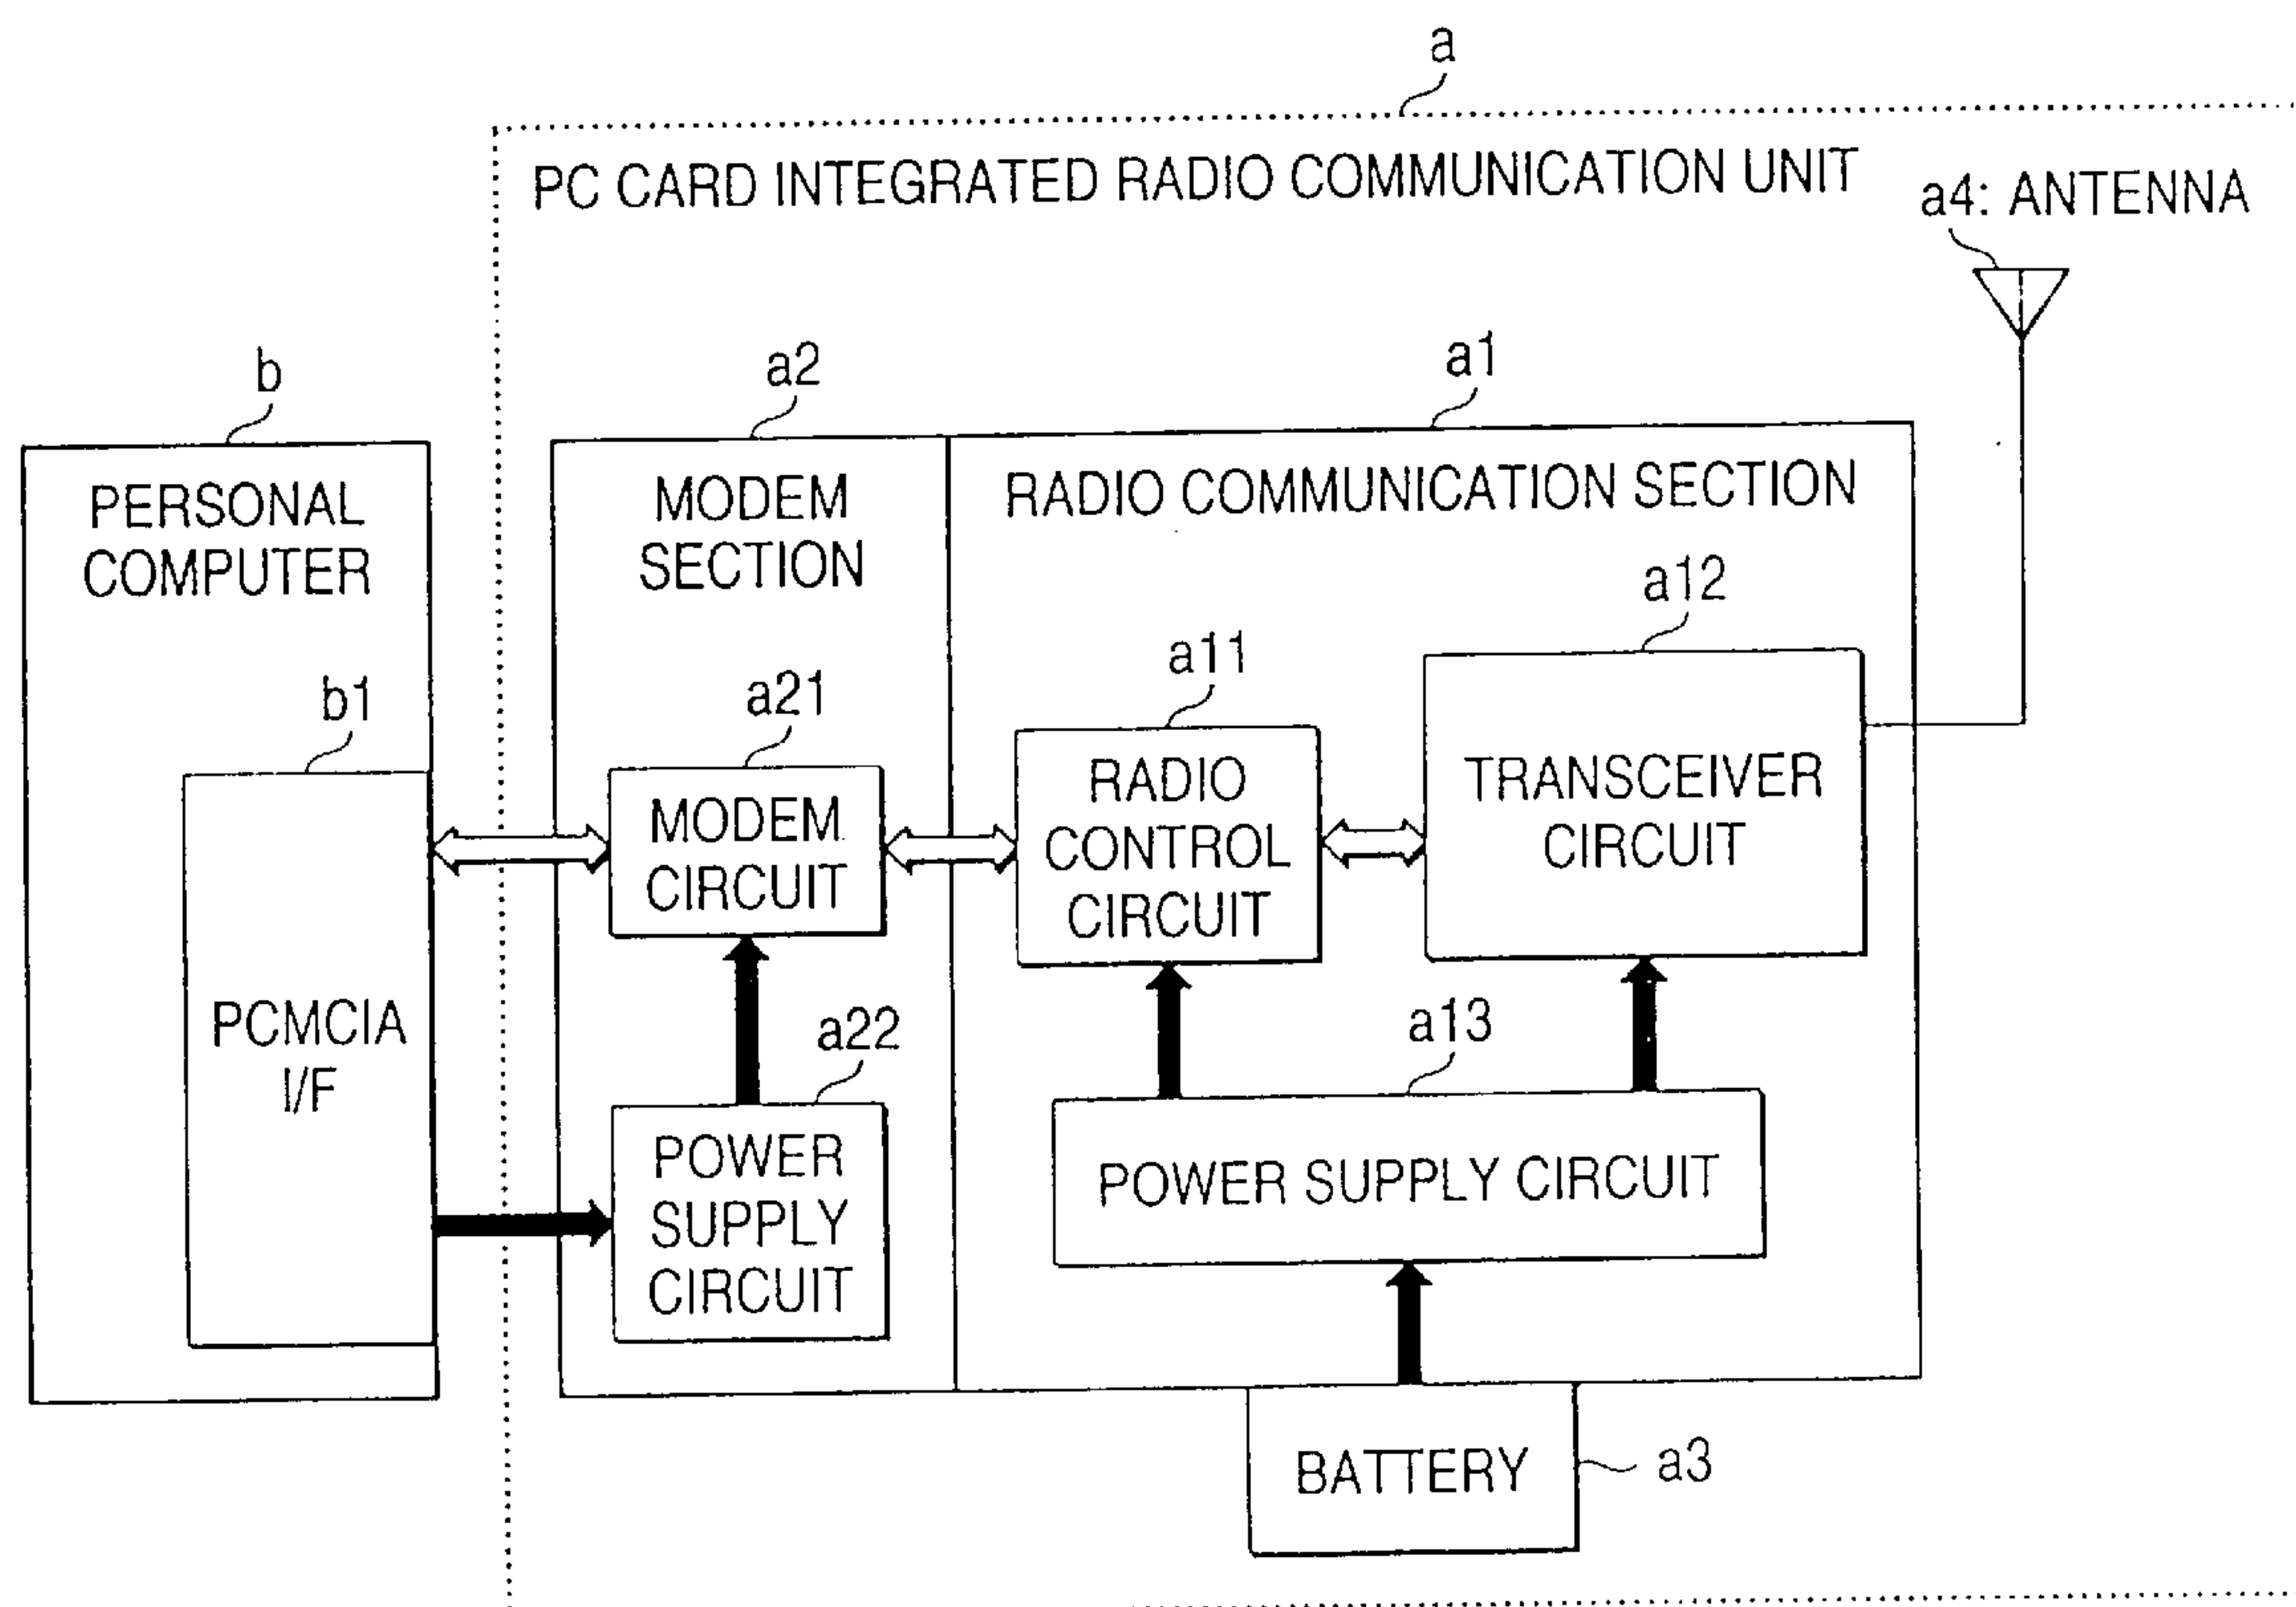 a
PC CARD INTEGRATED RADIO COMMUNICATION UNIT
a4: ANTENNA
b
a2
a1
PERSONAL
COMPUTER
MODEM
SECTION
RADIO COMMUNICATION SECTION
b1
a21
a11
a12
PCMCIA
I/F
MODEM
CIRCUIT
RADIO
CONTROL
CIRCUIT
TRANSCEIVER
CIRCUIT
a22
a13
POWER
SUPPLY
CIRCUIT
POWER SUPPLY CIRCUIT
BATTERY
a3